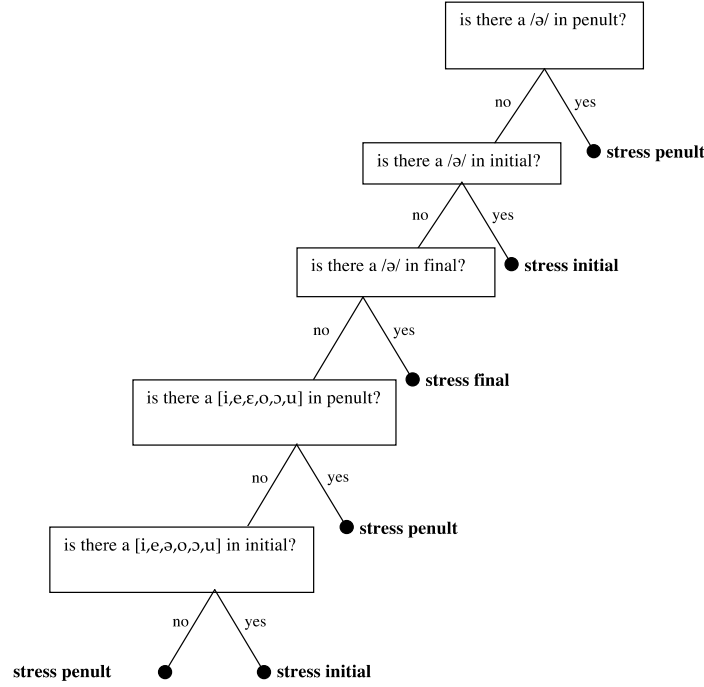 is there a /ə/ in penult?
no
yes
stress penult
is there a /ə/ in initial?
no
yes
stress initial
is there a /ə/ in final?
no
yes
stress final
is there a [i,e,ɛ,o,ɔ,u] in penult?
no
yes
stress penult
is there a [i,e,ə,o,ɔ,u] in initial?
no
yes
stress penult
stress initial